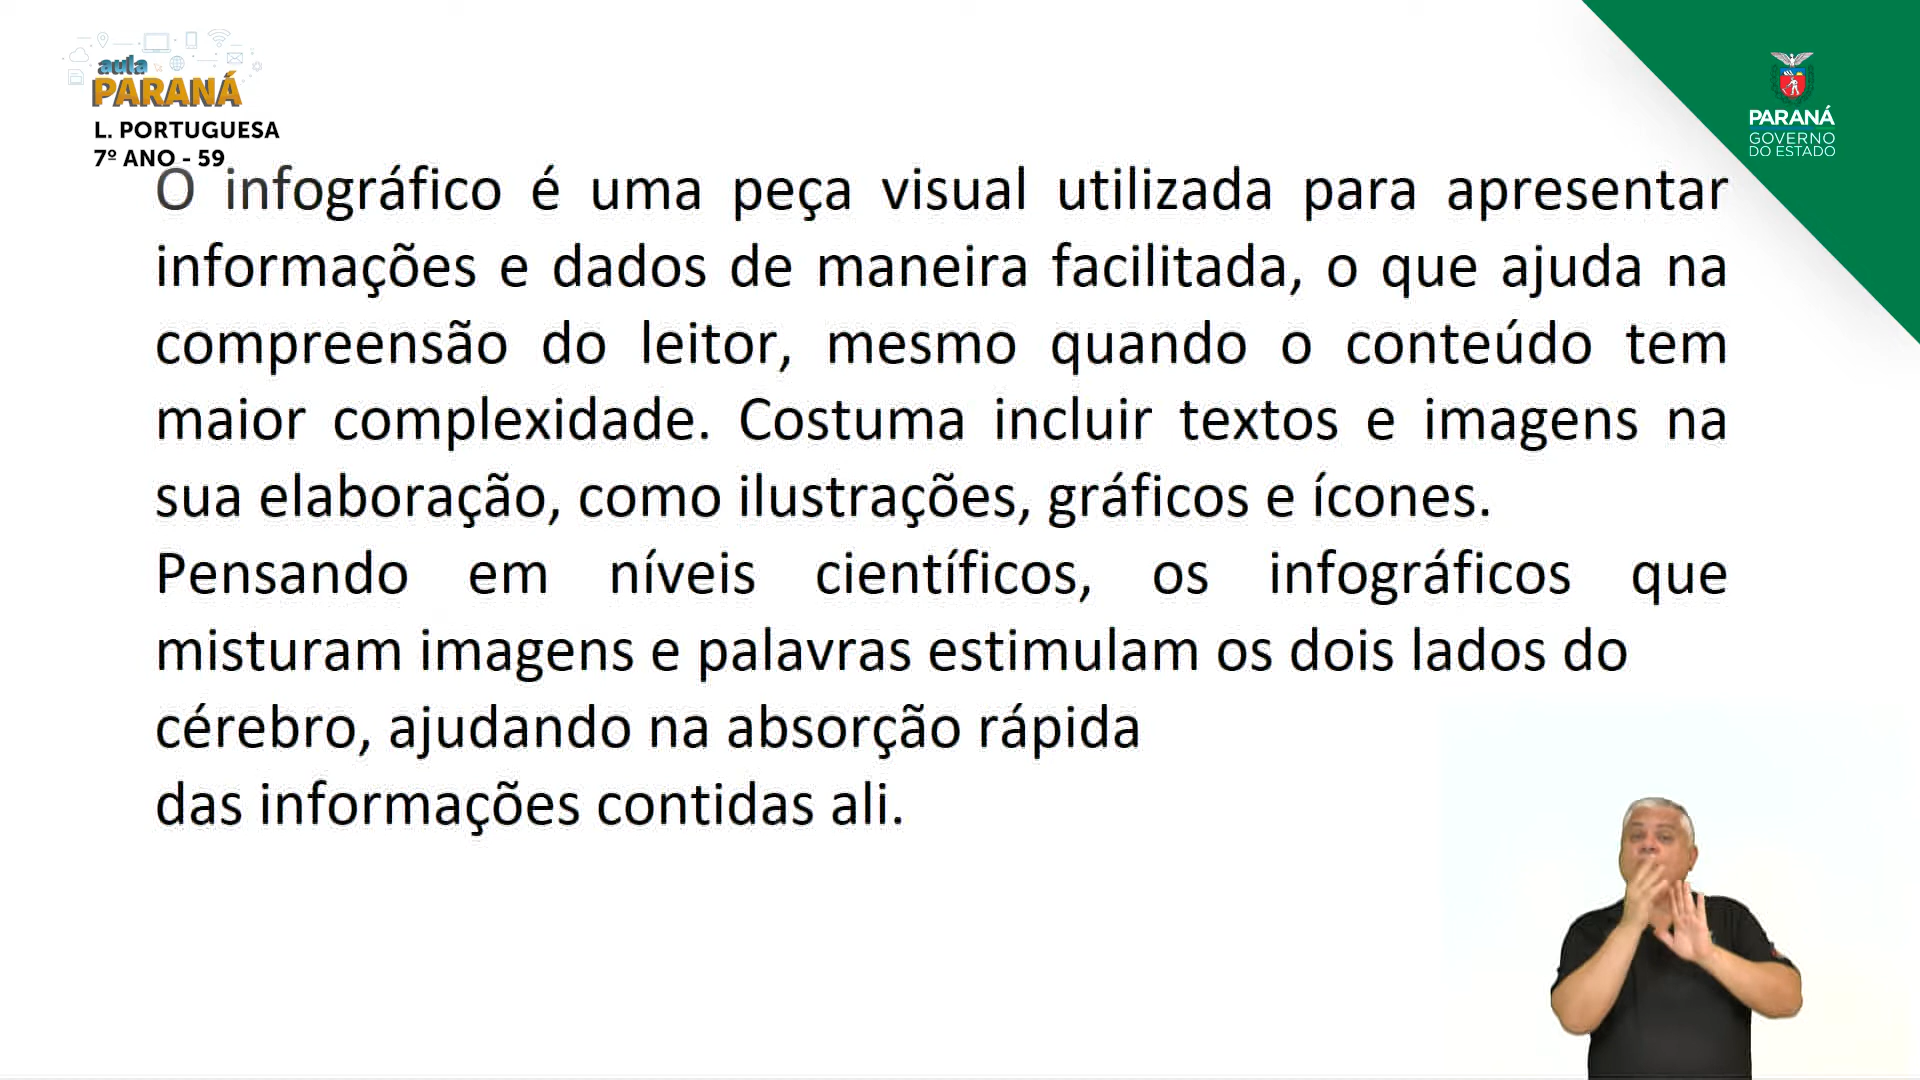 aula
PARANÁ
L. PORTUGUESA
7º ANO - 59
PARANÁ
GOVERNO
DO ESTADO
O infográfico é uma peça visual utilizada para apresentar
informações e dados de maneira facilitada, o que ajuda na
compreensão do leitor, mesmo quando o conteúdo tem
maior complexidade. Costuma incluir textos e imagens na
sua elaboração, como ilustrações, gráficos e ícones.
Pensando em níveis científicos, os infográficos que
misturam imagens e palavras estimulam os dois lados do
cérebro, ajudando na absorção rápida
das informações contidas ali.